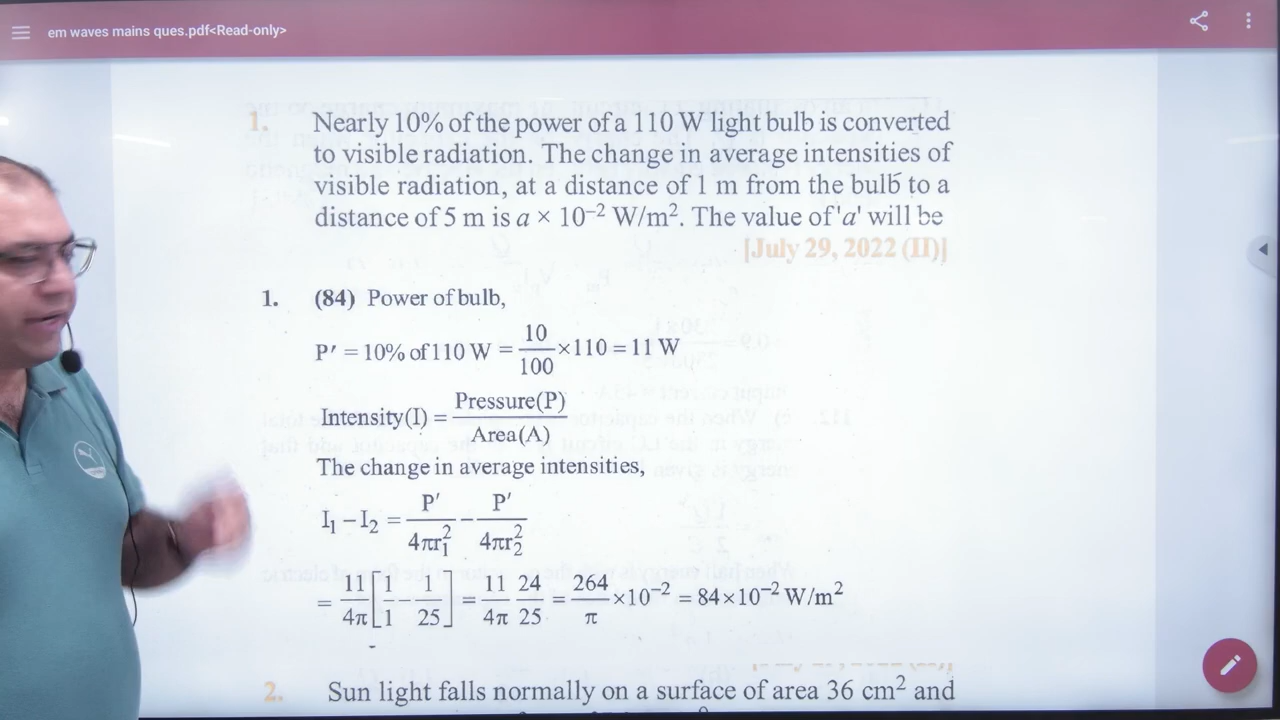 em waves mains ques.pdf<Read-only>
1. Nearly 10% of the power of a 110 W light bulb is converted
to visible radiation. The change in average intensities of
visible radiation, at a distance of 1 m from the bulb to a
distance of 5 m is a × 10⁻² W/m². The value of 'a' will be
[July 29, 2022 (II)]
1. (84) Power of bulb,
P′ = 10% of 110 W = 10/100 ×110 = 11 W
Intensity(I) = Pressure(P)/Area(A)
The change in average intensities,
I₁ – I₂ = P′/4πr₁² – P′/4πr₂²
= 11/4π [1/1 – 1/25] = 11/4π 24/25 = 264/π ×10⁻² = 84×10⁻² W/m²
2. Sun light falls normally on a surface of area 36 cm² and